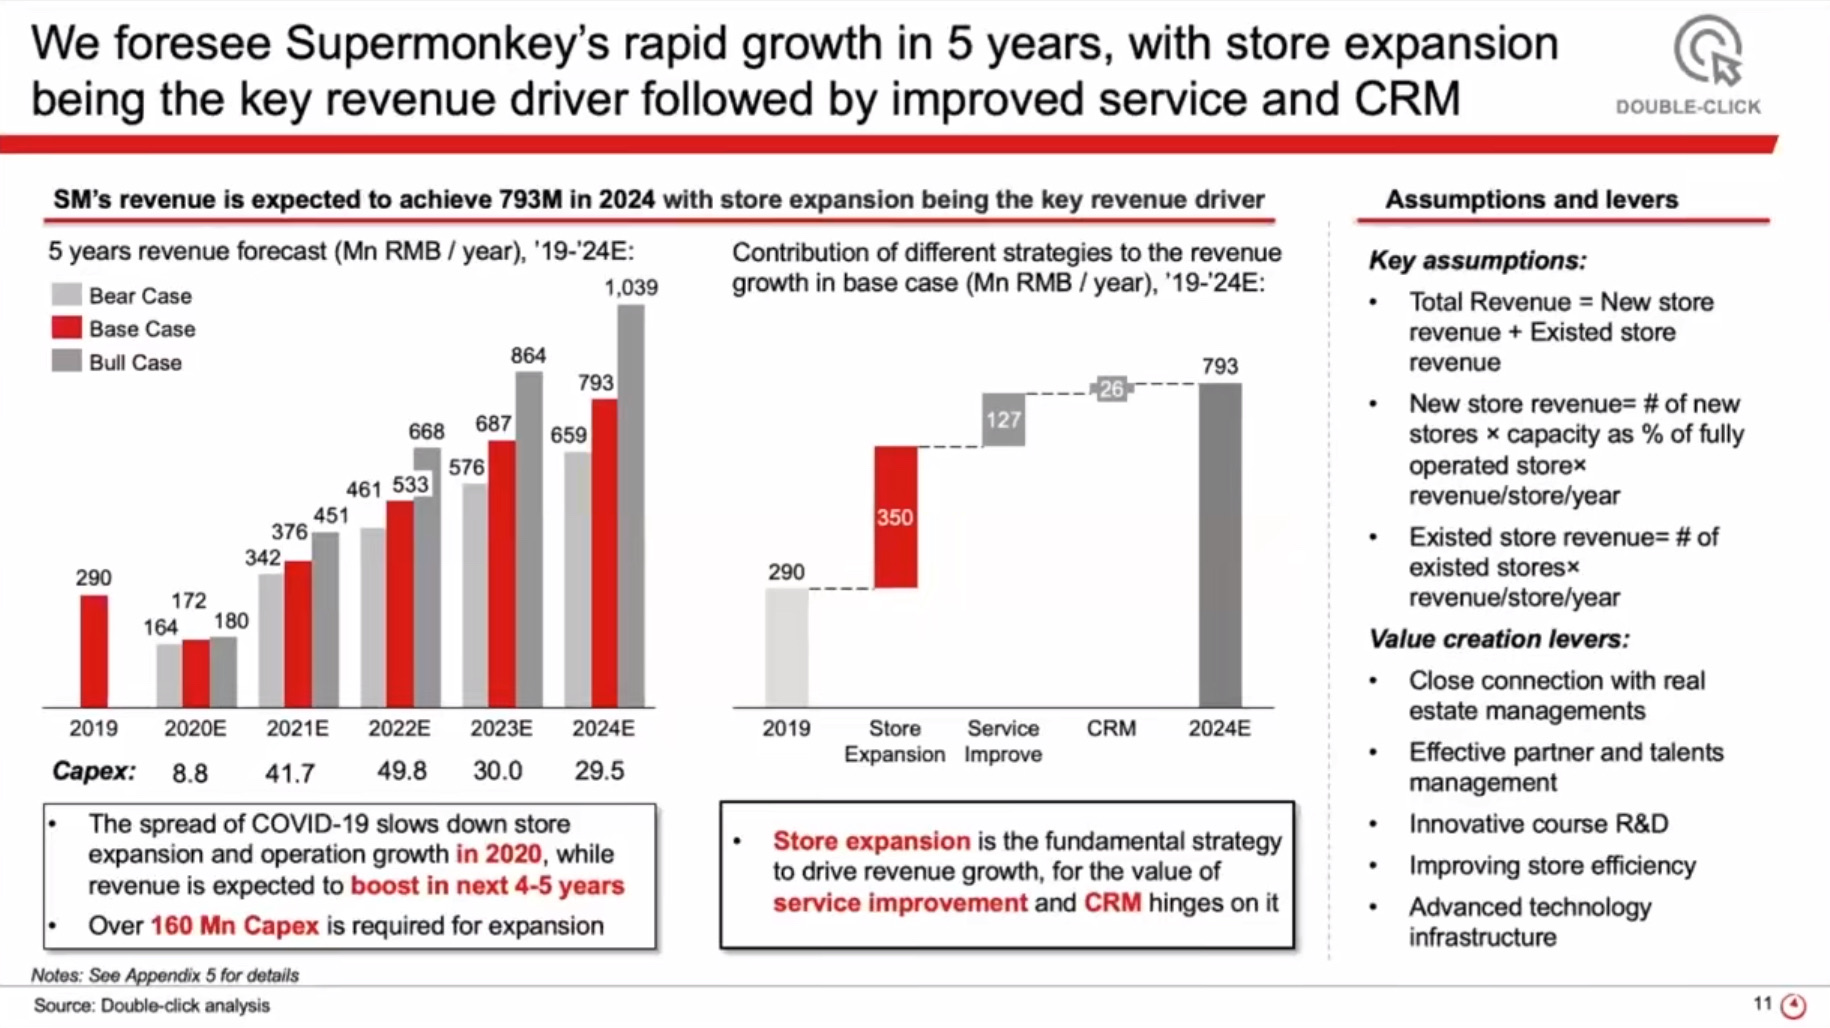 We foresee Supermonkey's rapid growth in 5 years, with store expansion
being the key revenue driver followed by improved service and CRM
DOUBLE-CLICK
SM's revenue is expected to achieve 793M in 2024 with store expansion being the key revenue driver
5 years revenue forecast (Mn RMB / year), '19-'24E:
Bear Case
Base Case
Bull Case
290
164
172
180
342
376
451
461
533
668
576
687
864
659
793
1,039
2019 2020E 2021E 2022E 2023E 2024E
Capex: 8.8 41.7 49.8 30.0 29.5
• The spread of COVID-19 slows down store
expansion and operation growth in 2020, while
revenue is expected to boost in next 4-5 years
• Over 160 Mn Capex is required for expansion
Contribution of different strategies to the revenue
growth in base case (Mn RMB / year), '19-'24E:
290
350
127
26
793
2019 Store Service CRM 2024E
Expansion Improve
• Store expansion is the fundamental strategy
to drive revenue growth, for the value of
service improvement and CRM hinges on it
Assumptions and levers
Key assumptions:
• Total Revenue = New store
revenue + Existed store
revenue
• New store revenue= # of new
stores × capacity as % of fully
operated store×
revenue/store/year
• Existed store revenue= # of
existed stores×
revenue/store/year
Value creation levers:
• Close connection with real
estate managements
• Effective partner and talents
management
• Innovative course R&D
• Improving store efficiency
• Advanced technology
infrastructure
Notes: See Appendix 5 for details
Source: Double-click analysis
11